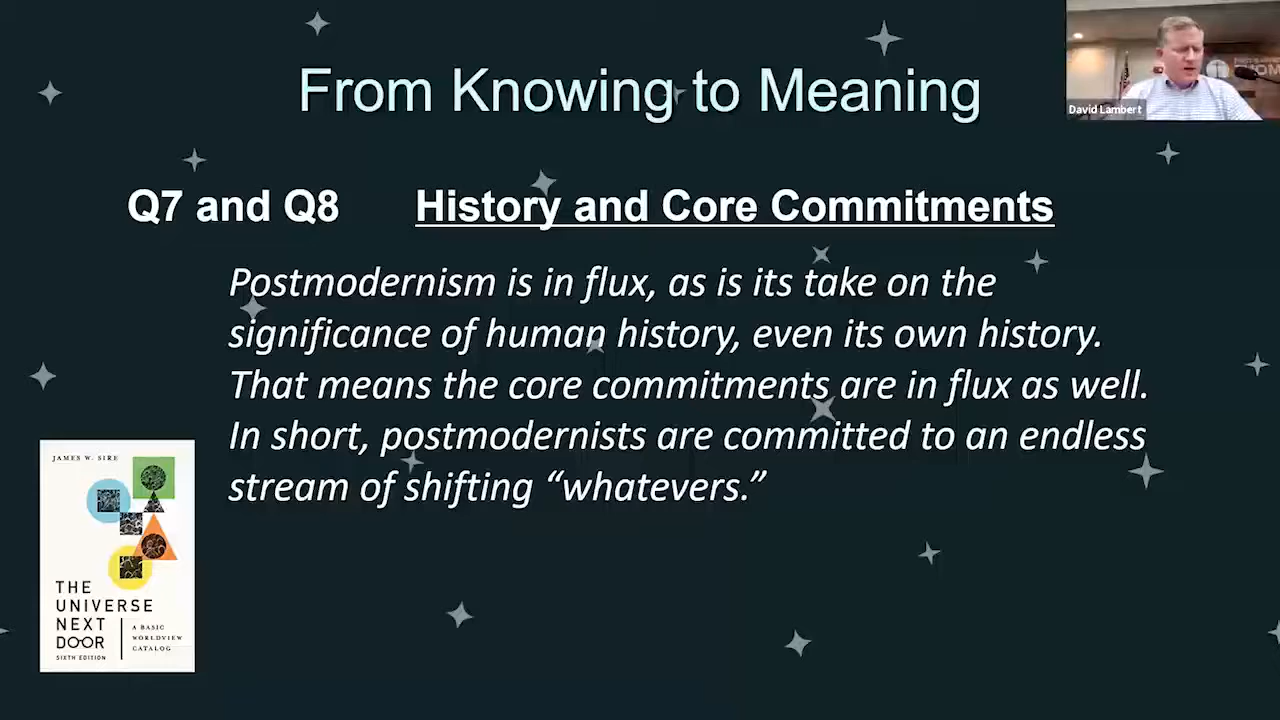 From Knowing to Meaning
David Lambert
Q7 and Q8 History and Core Commitments
Postmodernism is in flux, as is its take on the
significance of human history, even its own history.
That means the core commitments are in flux as well.
In short, postmodernists are committed to an endless
stream of shifting “whatevers.”
JAMES W. SIRE
THE
UNIVERSE
NEXT
DOOR
SIXTH EDITION
A BASIC
WORLDVIEW
CATALOG